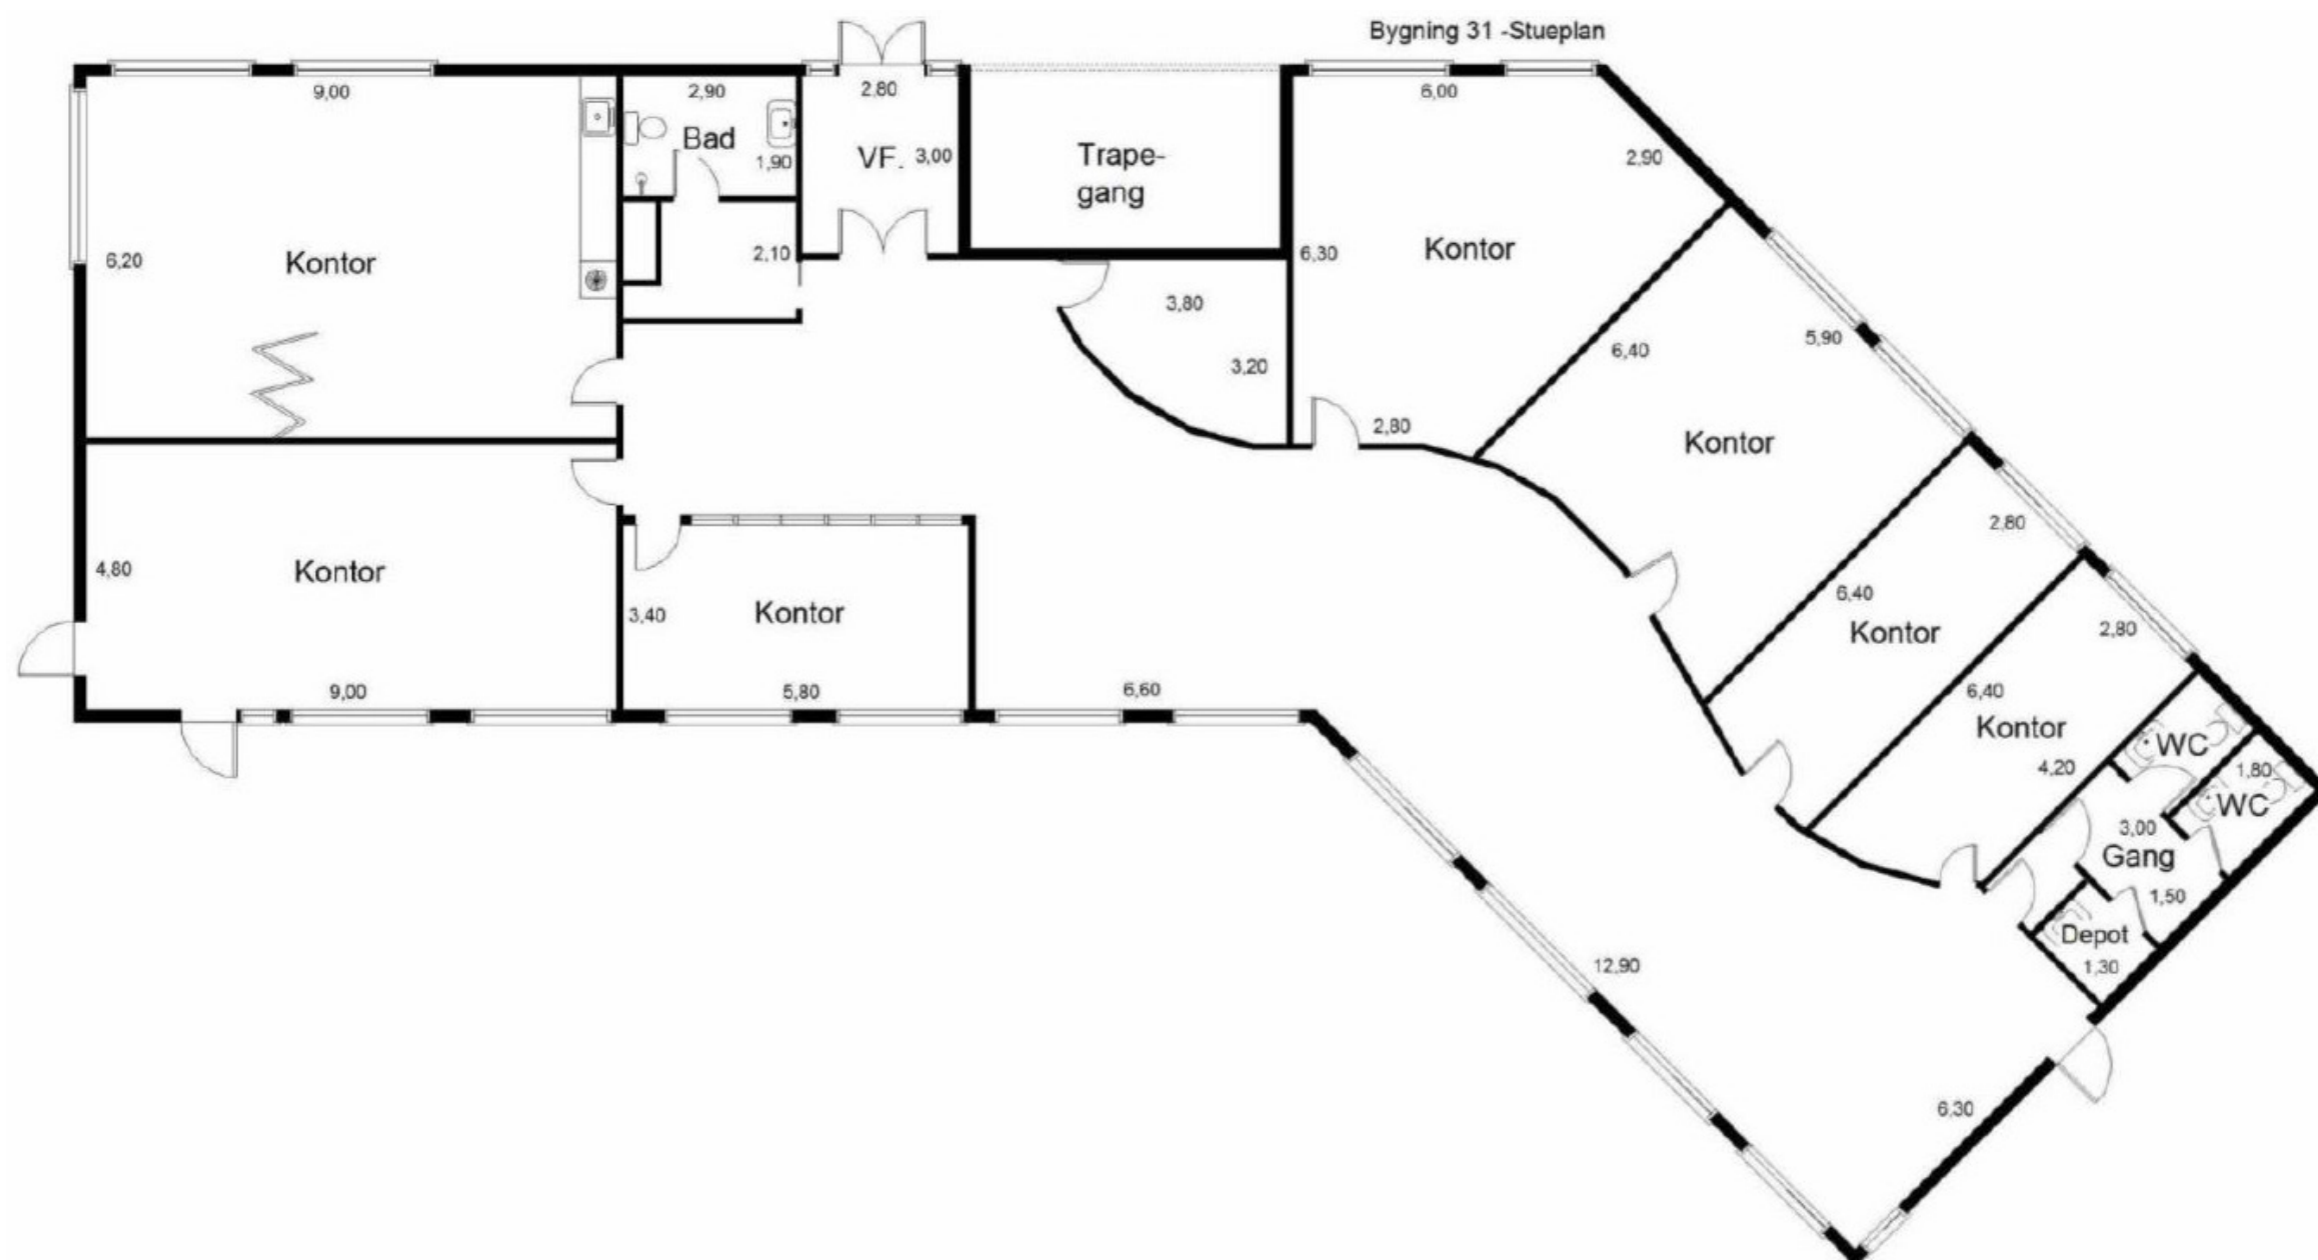 Bygning 31 -Stueplan
9,00
2,90
2,80
6,00
Bad
1,90
VF. 3,00
Trape-
gang
2,90
6,20
Kontor
2,10
6,30
Kontor
3,80
3,20
6,40
5,90
2,80
Kontor
4,80
Kontor
3,40
Kontor
2,80
6,40
Kontor
2,80
9,00
5,80
6,60
6,40
Kontor
4,20
WC
1,80
WC
3,00
Gang
1,50
Depot
1,30
12,90
6,30